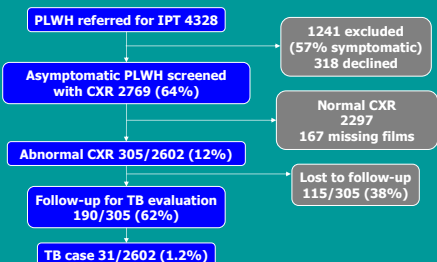 PLWH referred for IPT 4328
1241 excluded
(57% symptomatic)
318 declined
Asymptomatic PLWH screened
with CXR 2769 (64%)
Normal CXR
2297
167 missing films
Abnormal CXR 305/2602 (12%)
Lost to follow-up
115/305 (38%)
Follow-up for TB evaluation
190/305 (62%)
TB case 31/2602 (1.2%)